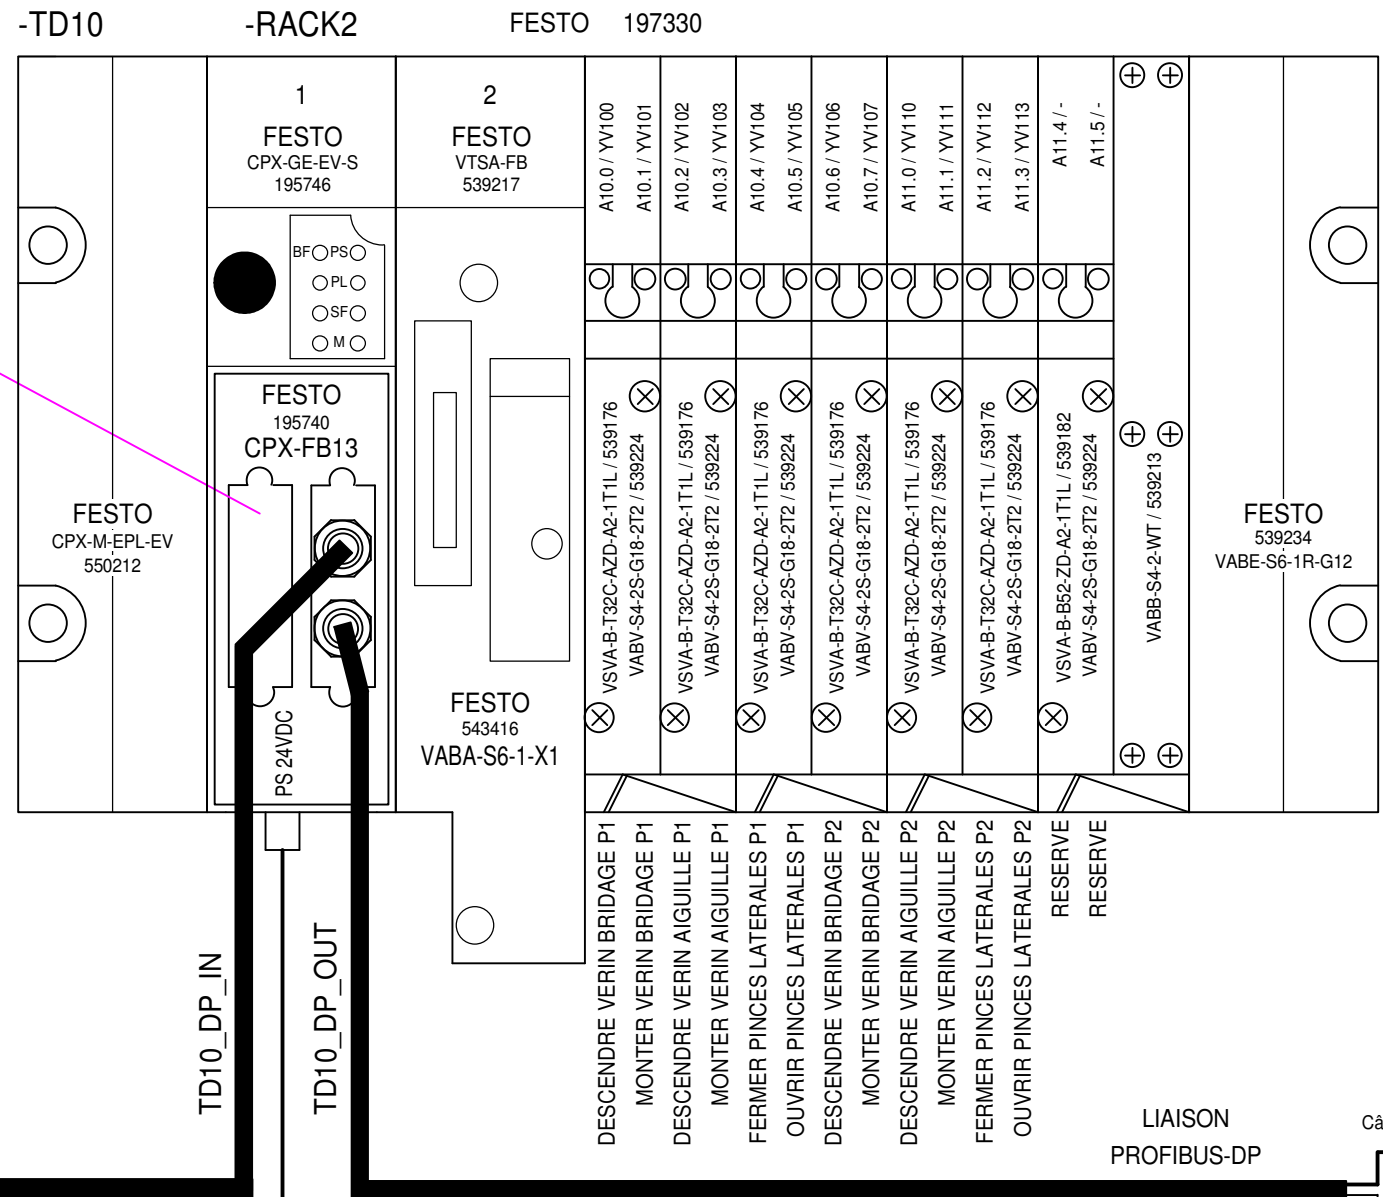 -TD10
-RACK2
FESTO 197330
1
FESTO
CPX-GE-EV-S
195746
2
FESTO
VTSA-FB
539217
A10.0 / YV100
A10.1 / YV101
A10.2 / YV102
A10.3 / YV103
A10.4 / YV104
A10.5 / YV105
A10.6 / YV106
A10.7 / YV107
A11.0 / YV110
A11.1 / YV111
A11.2 / YV112
A11.3 / YV113
A11.4 / -
A11.5 / -
BF PS
PL
SF
M
FESTO
195740
CPX-FB13
FESTO
CPX-M-EPL-EV
550212
PS 24VDC
FESTO
543416
VABA-S6-1-X1
VSVA-B-T32C-AZD-A2-1T1L / 539176
VABV-S4-2S-G18-2T2 / 539224
VSVA-B-T32C-AZD-A2-1T1L / 539176
VABV-S4-2S-G18-2T2 / 539224
VSVA-B-T32C-AZD-A2-1T1L / 539176
VABV-S4-2S-G18-2T2 / 539224
VSVA-B-T32C-AZD-A2-1T1L / 539176
VABV-S4-2S-G18-2T2 / 539224
VSVA-B-T32C-AZD-A2-1T1L / 539176
VABV-S4-2S-G18-2T2 / 539224
VSVA-B-T32C-AZD-A2-1T1L / 539176
VABV-S4-2S-G18-2T2 / 539224
VSVA-B-B52-ZD-A2-1T1L / 539182
VABV-S4-2S-G18-2T2 / 539224
VABB-S4-2-WT / 539213
FESTO
539234
VABE-S6-1R-G12
DESCENDRE VERIN BRIDAGE P1
MONTER VERIN BRIDAGE P1
DESCENDRE VERIN AIGUILLE P1
MONTER VERIN AIGUILLE P1
FERMER PINCES LATERALES P1
OUVRIR PINCES LATERALES P1
DESCENDRE VERIN BRIDAGE P2
MONTER VERIN BRIDAGE P2
DESCENDRE VERIN AIGUILLE P2
MONTER VERIN AIGUILLE P2
FERMER PINCES LATERALES P2
OUVRIR PINCES LATERALES P2
RESERVE
RESERVE
TD10_DP_IN
TD10_DP_OUT
LIAISON
PROFIBUS-DP